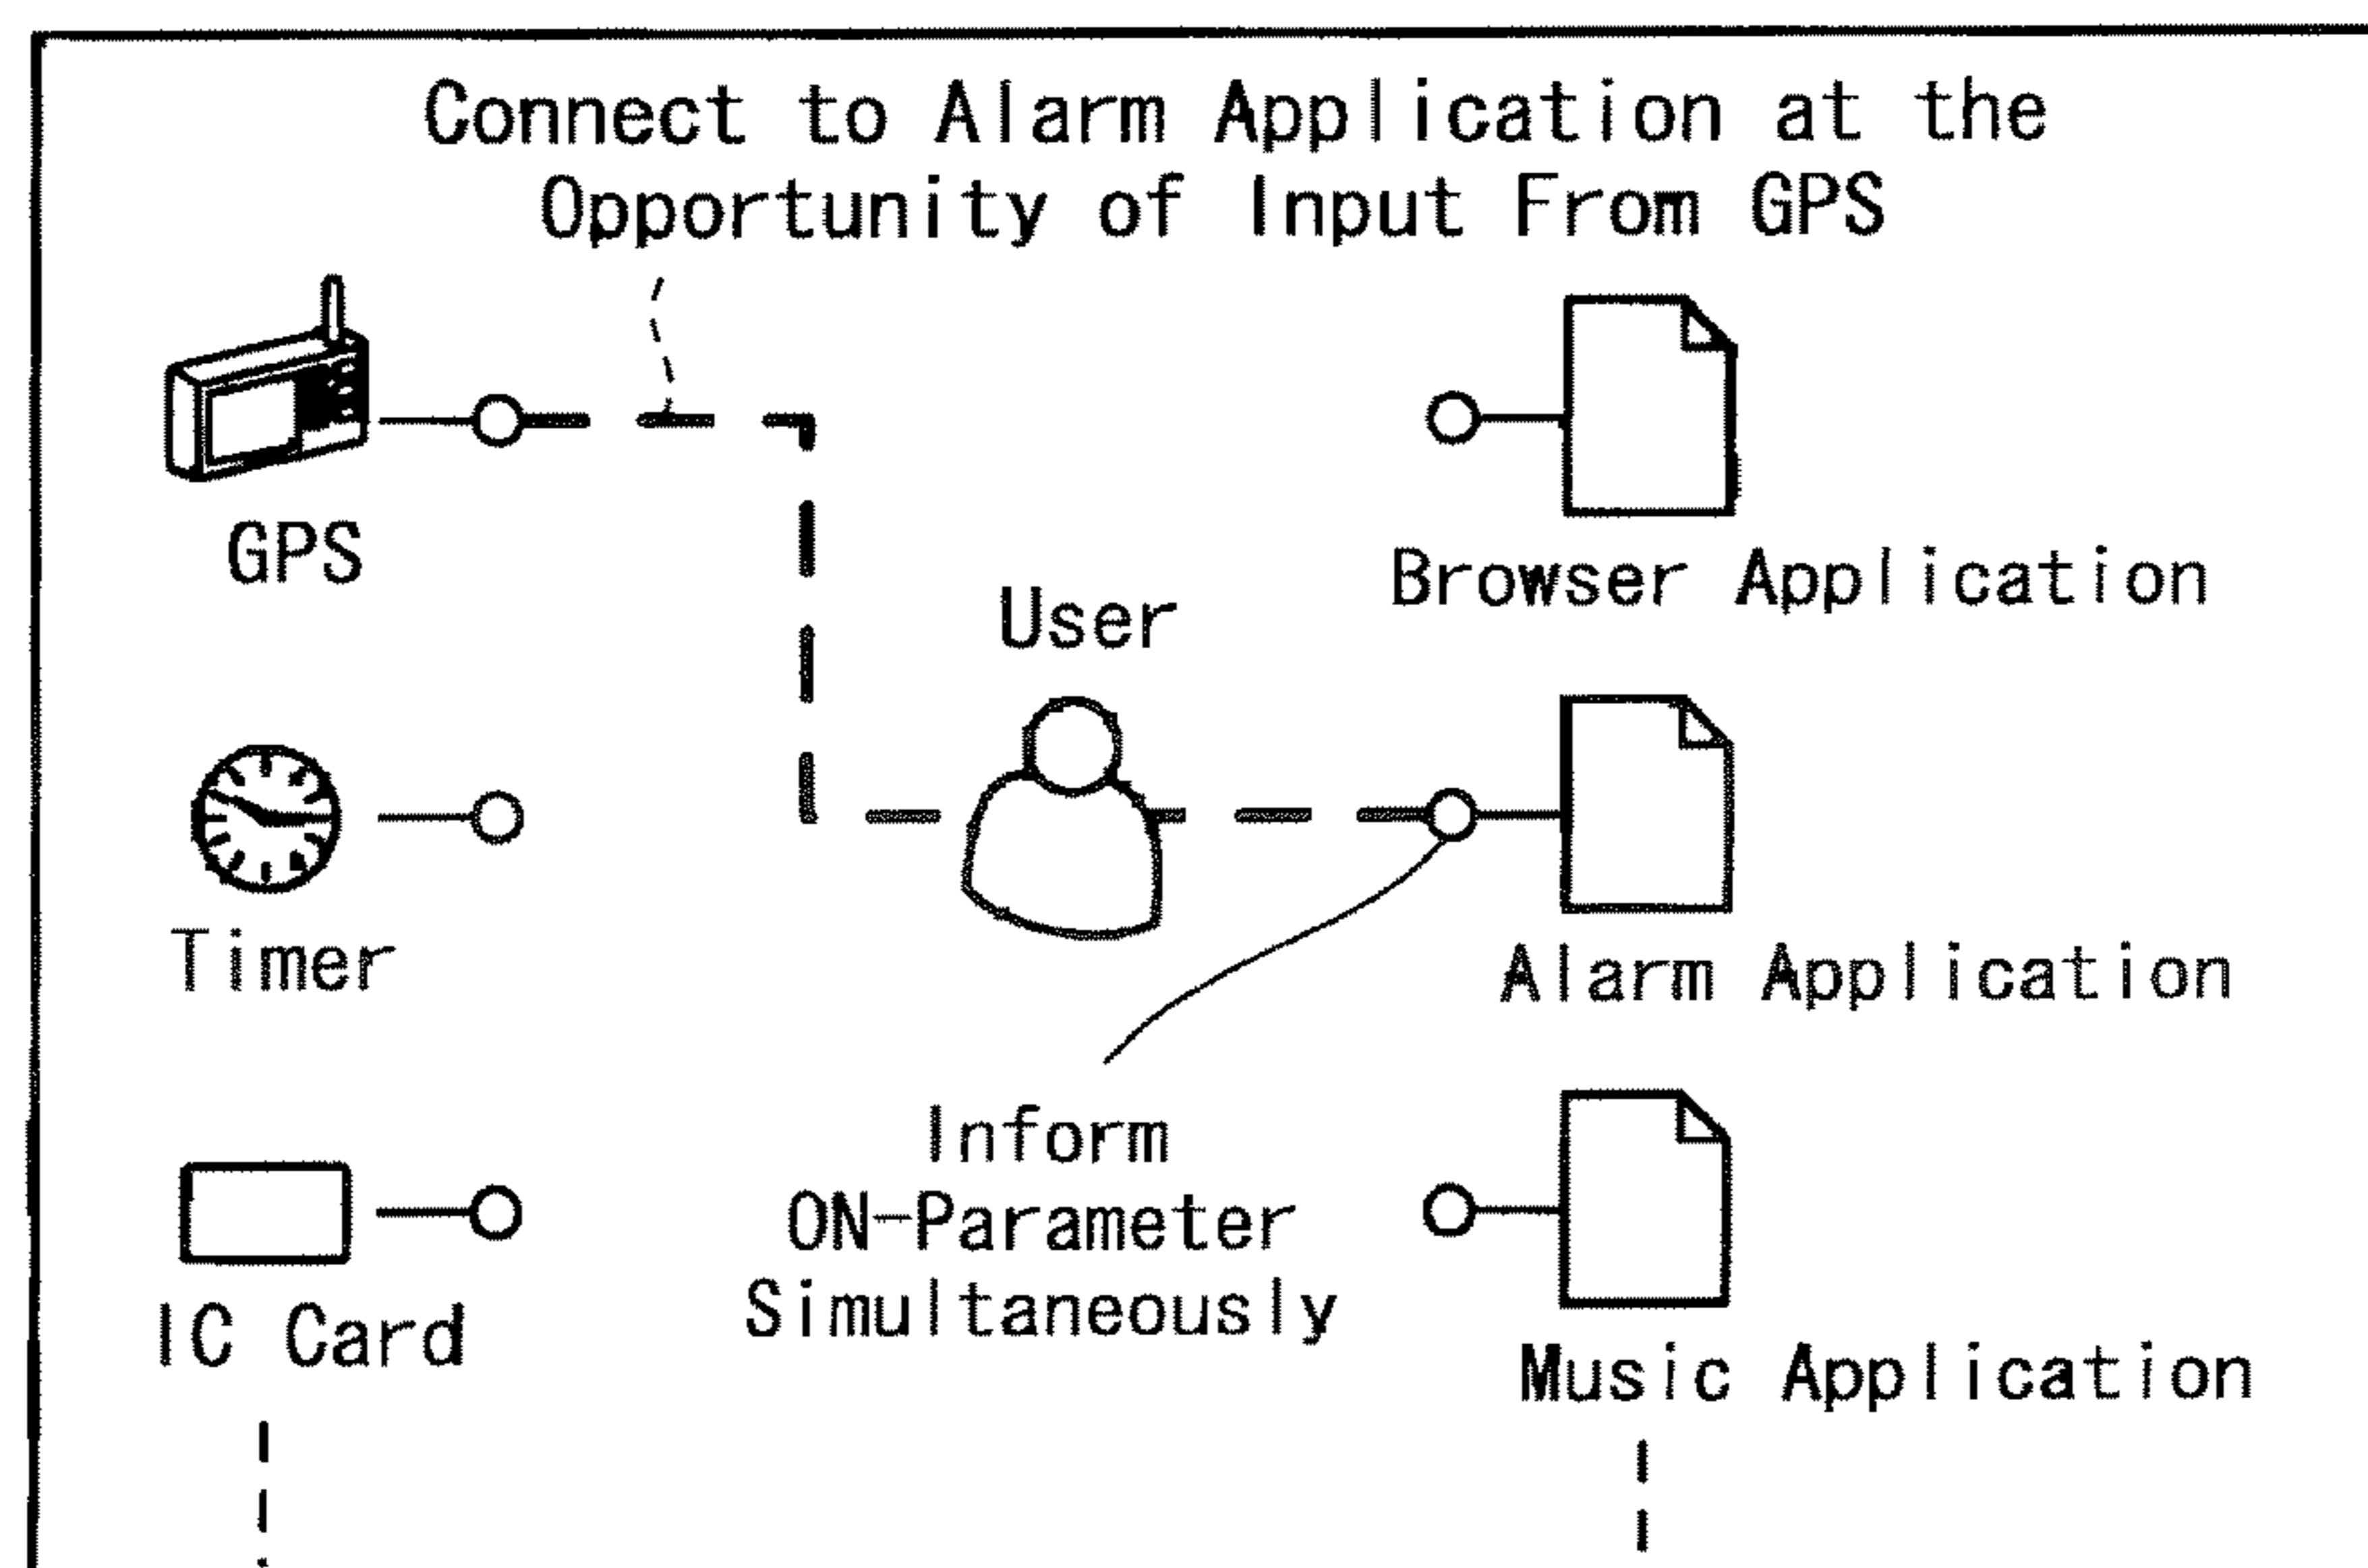 Connect to Alarm Application at the
Opportunity of Input From GPS
GPS
Browser Application
User
Timer
Alarm Application
Inform
ON-Parameter
Simultaneously
IC Card
Music Application